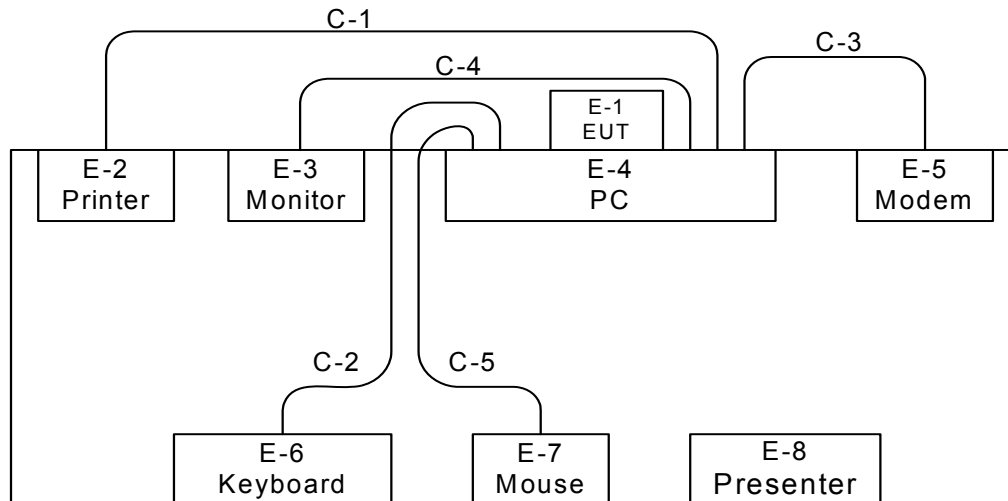 C-1
C-4
C-3
E-1
EUT
E-2
Printer
E-3
Monitor
E-4
PC
E-5
Modem
C-2
C-5
E-6
Keyboard
E-7
Mouse
E-8
Presenter